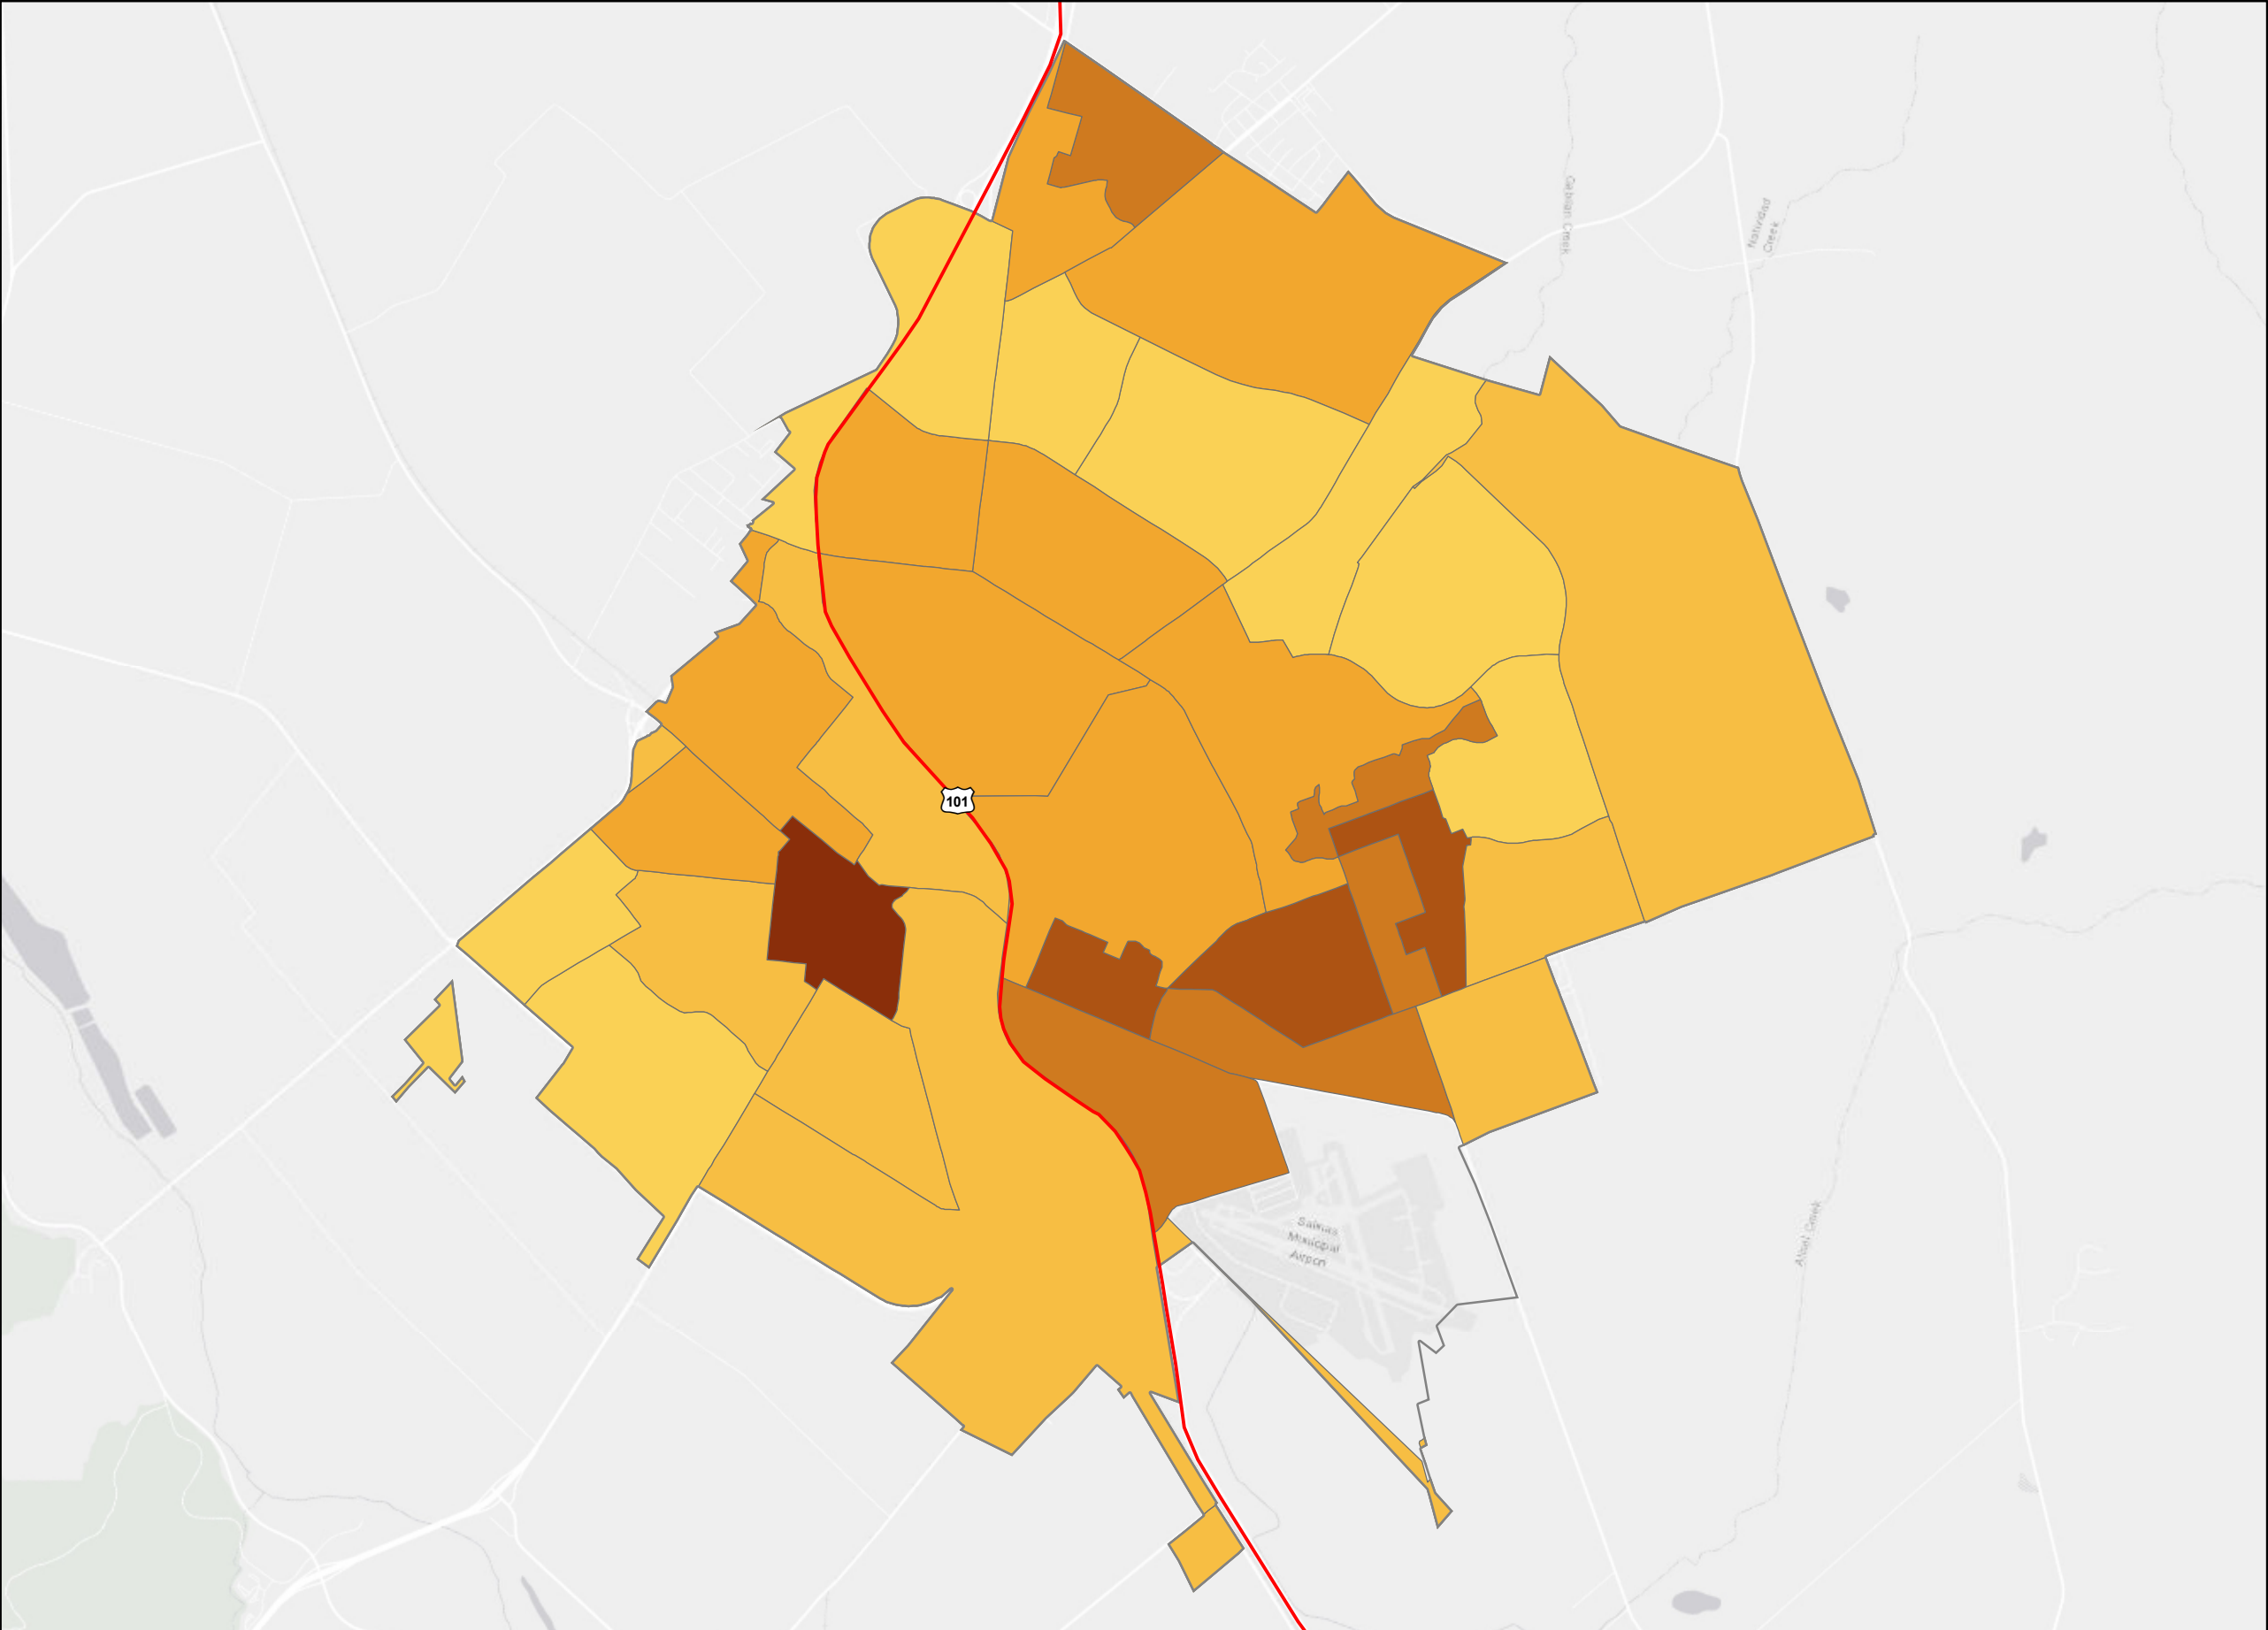 Gabilan Creek
Natividad
Creek
101
Salinas
Municipal
Airport
Alisal Creek